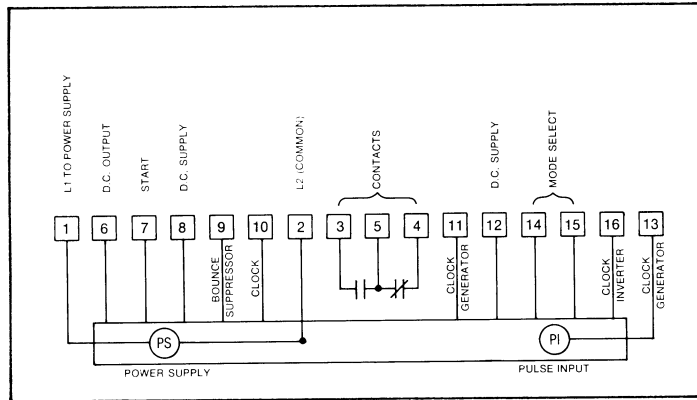 L1 TO POWER SUPPLY
D.C. OUTPUT
START
D.C. SUPPLY
L2 (COMMON)
CONTACTS
D.C. SUPPLY
MODE SELECT
1 6 7 8 9 10 2 3 5 4 11 12 14 15 16 13
BOUNCE
SUPPRESSOR
CLOCK
CLOCK
GENERATOR
CLOCK
INVERTER
CLOCK
GENERATOR
PS
PI
POWER SUPPLY
PULSE INPUT